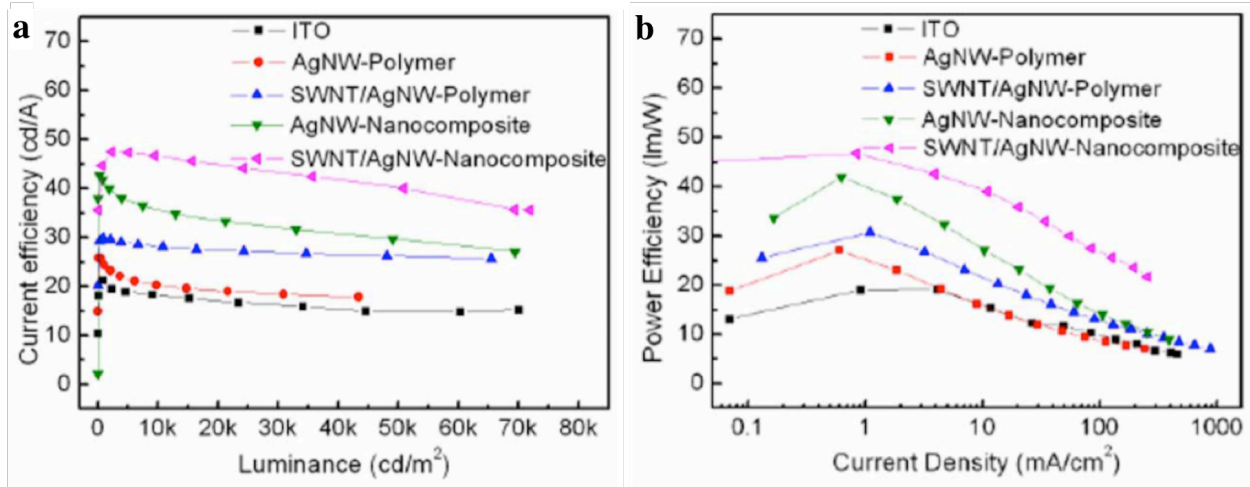 a
70
60
50
40
30
20
10
0
Current efficiency (cd/A)
ITO
AgNW-Polymer
SWNT/AgNW-Polymer
AgNW-Nanocomposite
SWNT/AgNW-Nanocomposite
0 10k 20k 30k 40k 50k 60k 70k 80k
Luminance (cd/m²)
b
70
60
50
40
30
20
10
0
Power Efficiency (lm/W)
ITO
AgNW-Polymer
SWNT/AgNW-Polymer
AgNW-Nanocomposite
SWNT/AgNW-Nanocomposite
0.1 1 10 100 1000
Current Density (mA/cm²)